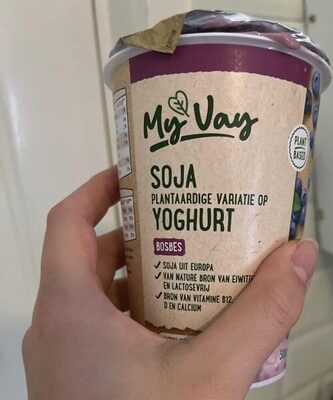 My Vay
PLANT
BASED
SOJA
PLANTAARDIGE VARIATIE OP
YOGHURT
BOSBES
✓ SOJA UIT EUROPA
✓ VAN NATURE BRON VAN EIWITTEN
EN LACTOSEVRIJ
✓ BRON VAN VITAMINE B12,
D EN CALCIUM